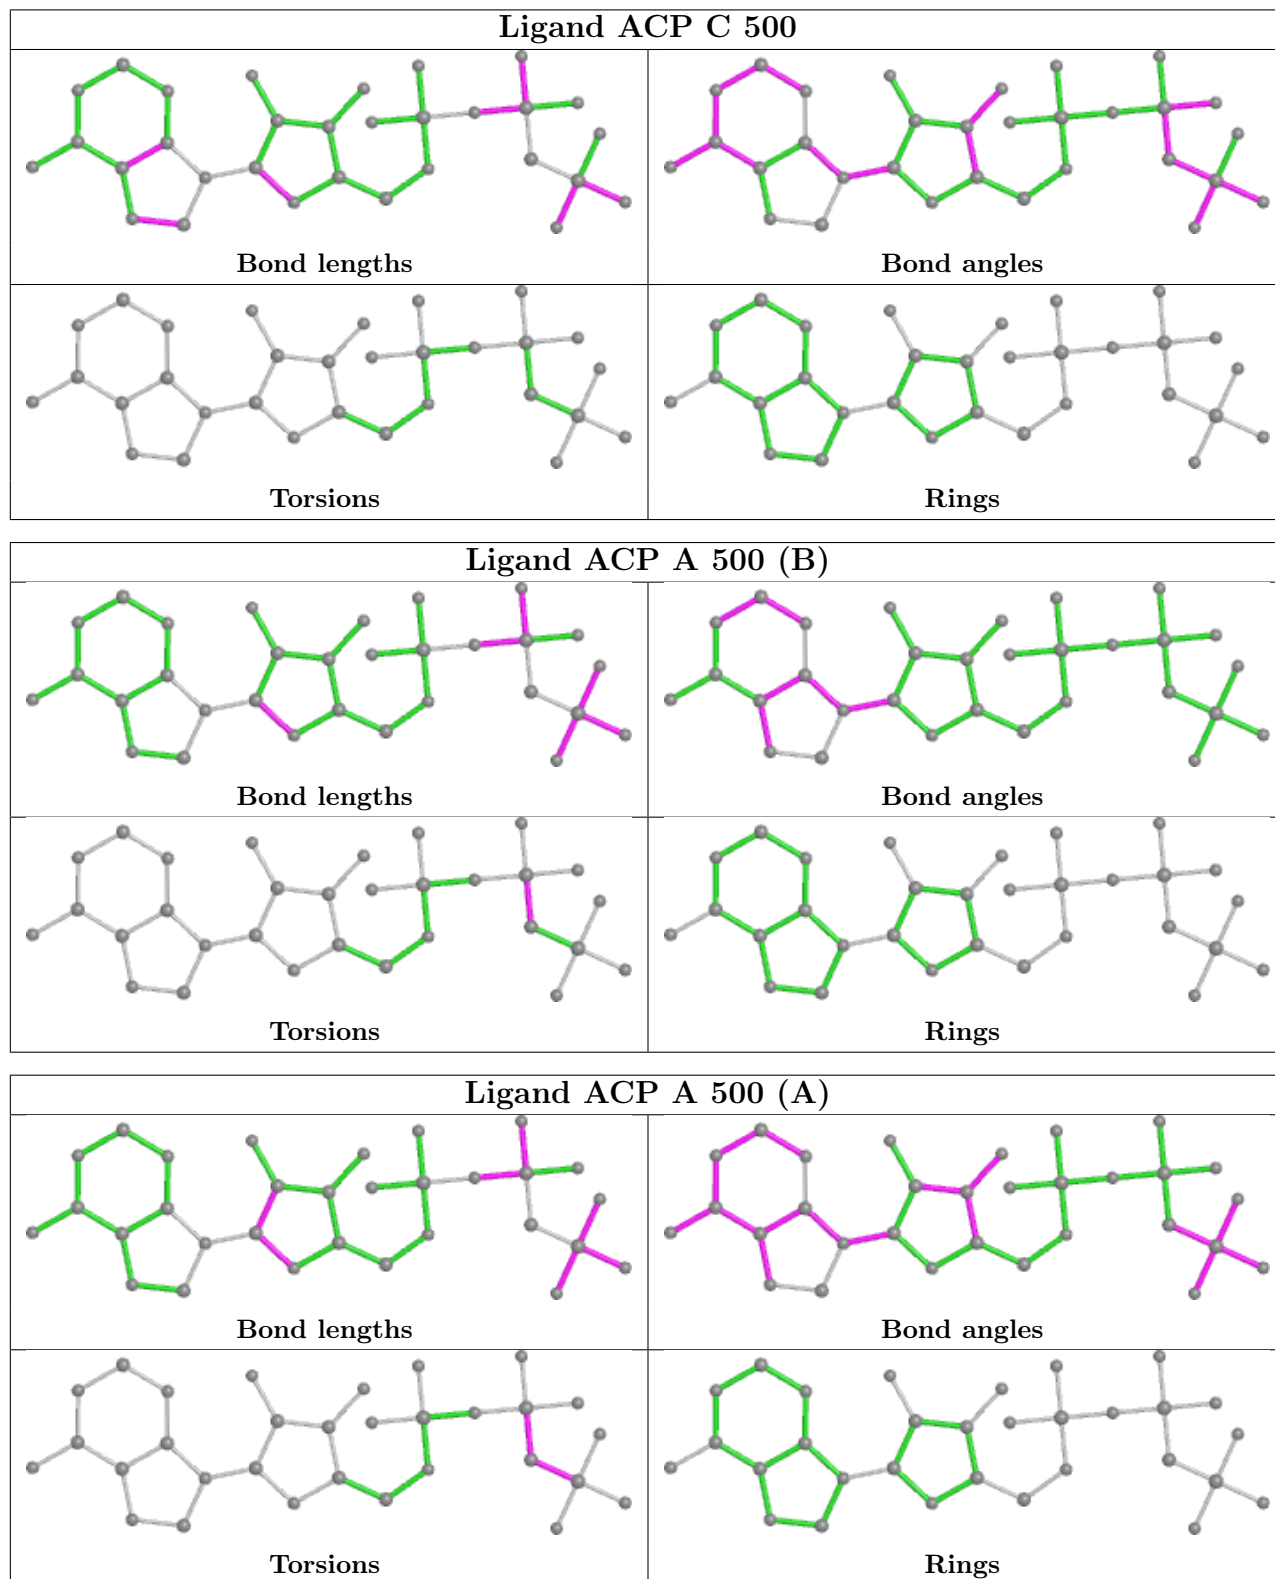 Ligand ACP C 500
Bond lengths
Bond angles
Torsions
Rings
Ligand ACP A 500 (B)
Bond lengths
Bond angles
Torsions
Rings
Ligand ACP A 500 (A)
Bond lengths
Bond angles
Torsions
Rings